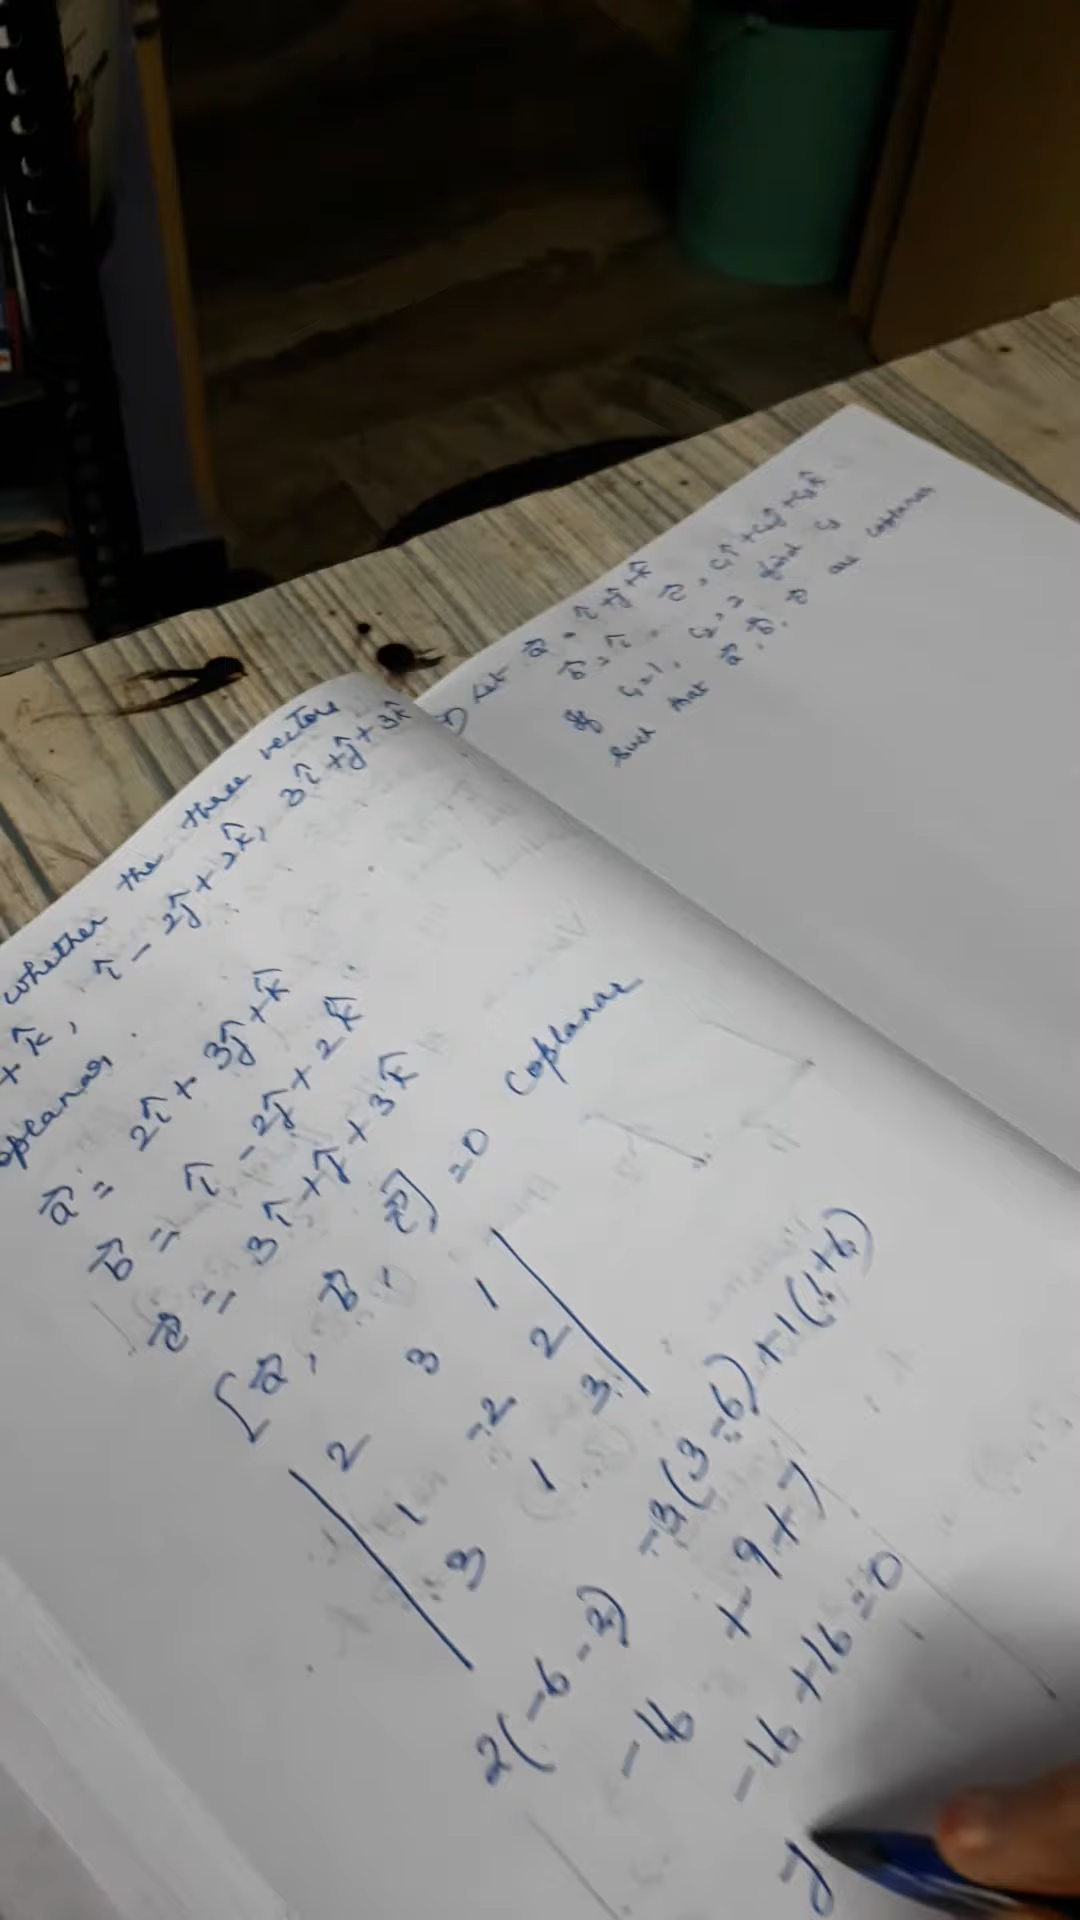 whether the three vectors
+ k̂, î − 2ĵ + 2k̂, 3î + ĵ + 3k̂
oplanar.
a⃗ = 2î + 3ĵ + k̂
b⃗ = î − 2ĵ + 2k̂
c⃗ = 3î + ĵ + 3k̂
[a⃗, b⃗, c⃗] = 0 coplanar
| 2 3 1 |
| 1 -2 2 |
| 3 1 3 |
2(-6-2) -3(3-6) +1(1+6)
-16 +9+7
-16 +16 = 0
Let a⃗ = î + ĵ + k̂
b⃗ = î, c⃗ = c₁î + c₂ĵ + c₃k̂
If c₁=1, c₂=2 find c₃
such that a⃗, b⃗, c⃗ are coplanar